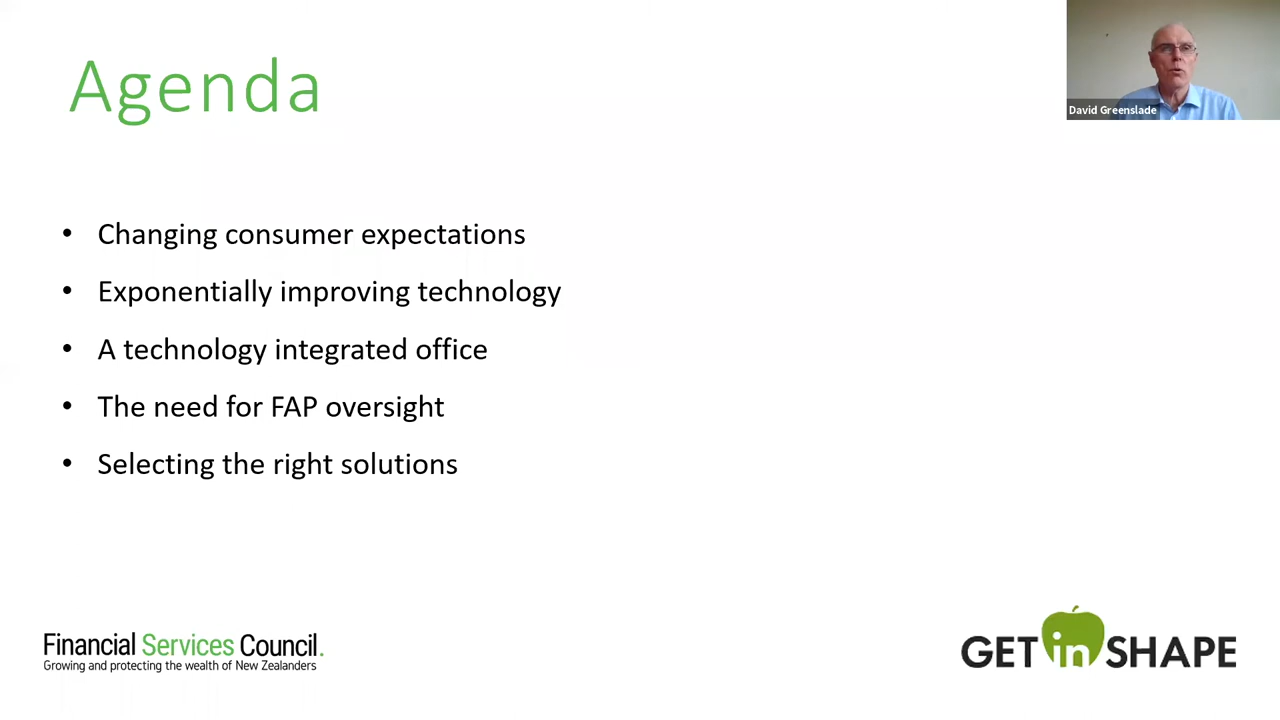 Agenda
David Greenslade
• Changing consumer expectations
• Exponentially improving technology
• A technology integrated office
• The need for FAP oversight
• Selecting the right solutions
Financial Services Council.
Growing and protecting the wealth of New Zealanders
GET in SHAPE